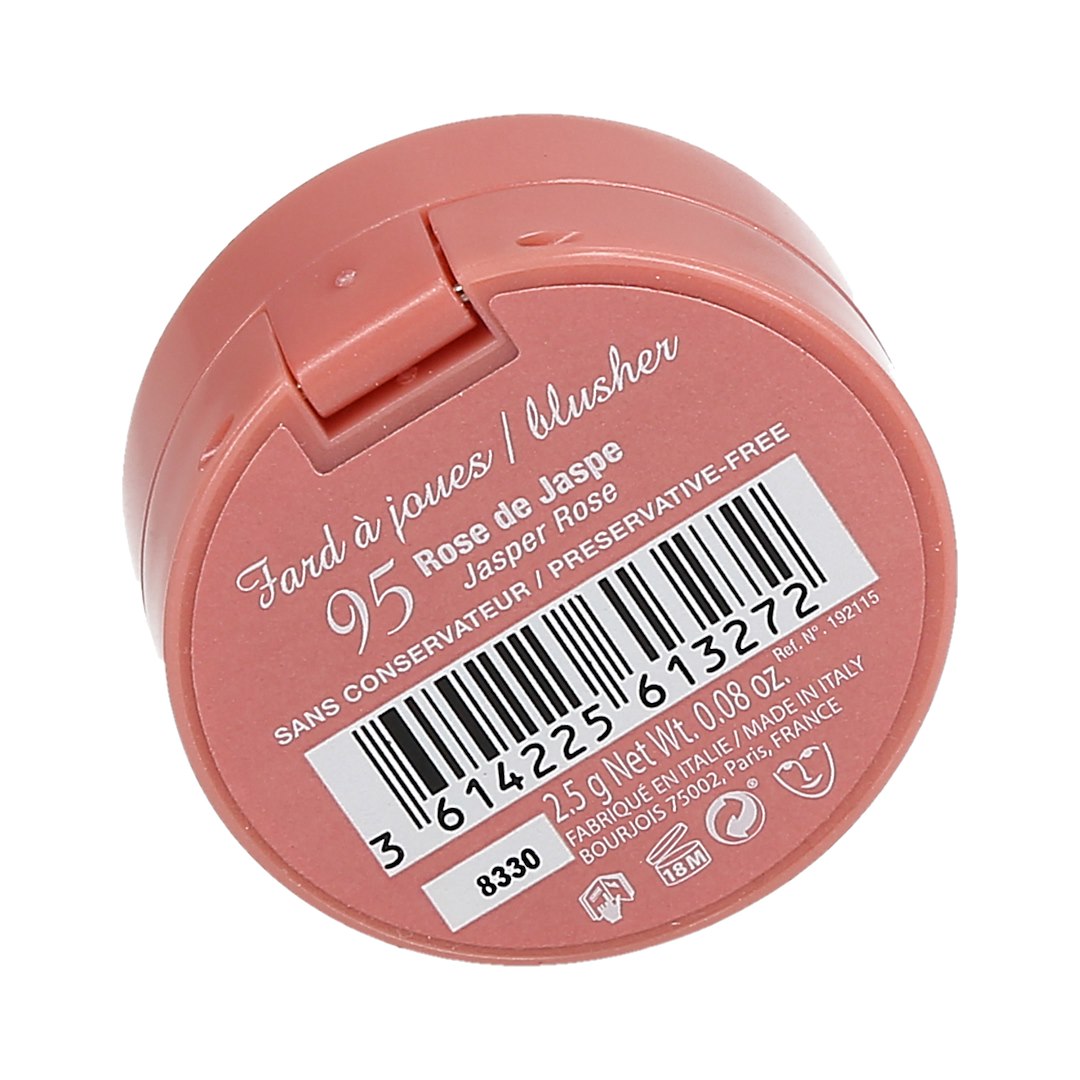 Fard à joues / blusher
95 Rose de Jaspe
Jasper Rose
SANS CONSERVATEUR / PRESERVATIVE-FREE
3 614225 613272
Ref. N° . 192115
2,5 g Net Wt. 0.08 oz.
FABRIQUÉ EN ITALIE / MADE IN ITALY
BOURJOIS 75002, Paris, FRANCE
8330
18M